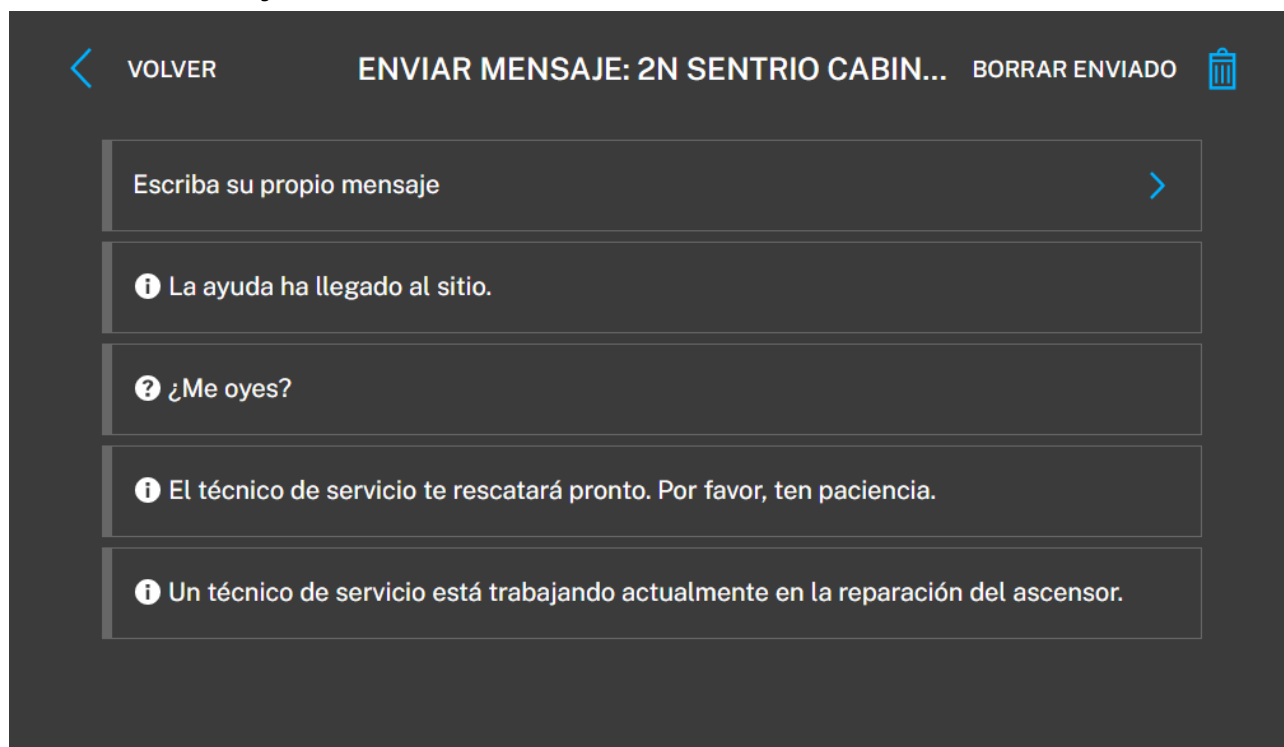 VOLVER ENVIAR MENSAJE: 2N SENTRIO CABIN... BORRAR ENVIADO
Escriba su propio mensaje
La ayuda ha llegado al sitio.
¿Me oyes?
El técnico de servicio te rescatará pronto. Por favor, ten paciencia.
Un técnico de servicio está trabajando actualmente en la reparación del ascensor.